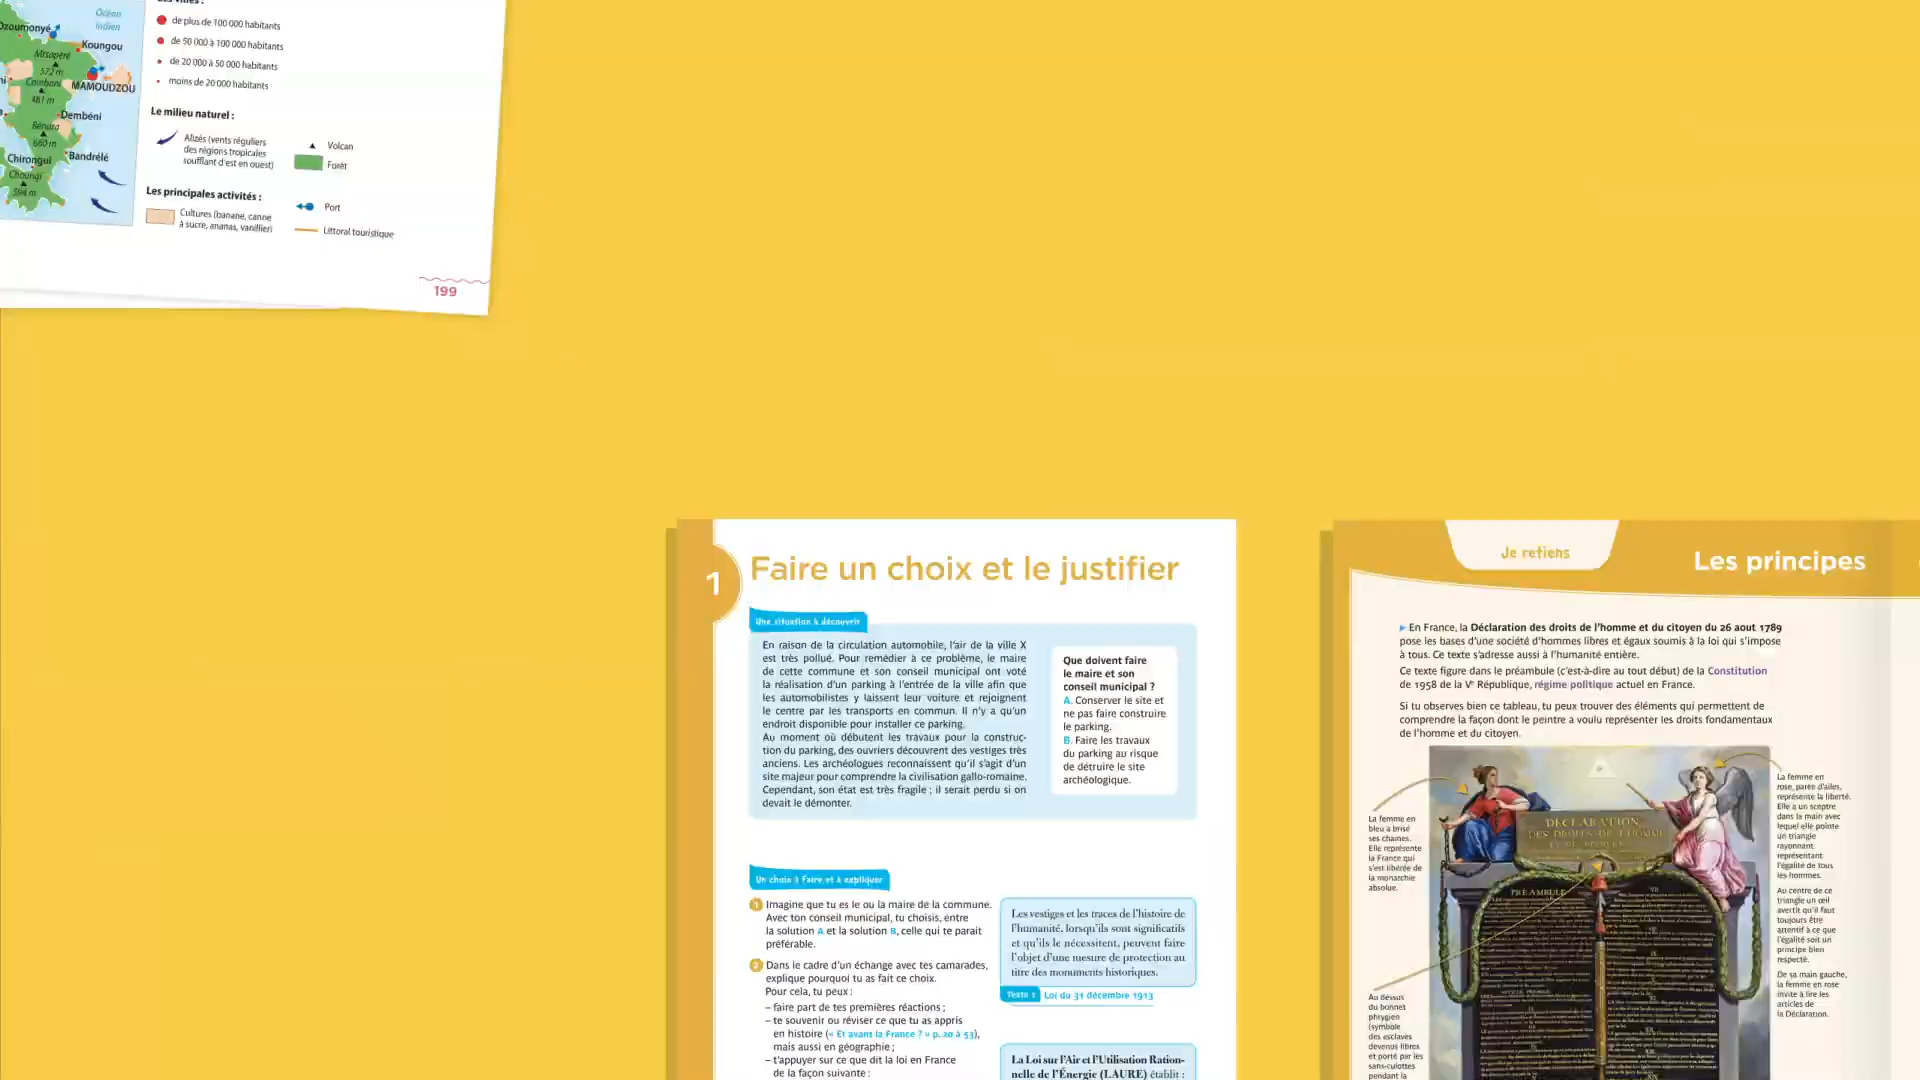 Océan
Indien
Dzoumonyé
Koungou
Mtsapéré
572 m
Combani
481 m
MAMOUDZOU
Dembéni
Bénara
660 m
Chirongui
Bandrélé
Choungi
594 m
de plus de 100 000 habitants
de 50 000 à 100 000 habitants
de 20 000 à 50 000 habitants
moins de 20 000 habitants
Le milieu naturel :
Alizés (vents réguliers
des régions tropicales
soufflant d'est en ouest)
Volcan
Forêt
Les principales activités :
Cultures (banane, canne
à sucre, ananas, vanillier)
Port
Littoral touristique
199
1
Faire un choix et le justifier
Une situation à découvrir
En raison de la circulation automobile, l'air de la ville X
est très pollué. Pour remédier à ce problème, le maire
de cette commune et son conseil municipal ont voté
la réalisation d'un parking à l'entrée de la ville afin que
les automobilistes y laissent leur voiture et rejoignent
le centre par les transports en commun. Il n'y a qu'un
endroit disponible pour installer ce parking.
Au moment où débutent les travaux pour la construc-
tion du parking, des ouvriers découvrent des vestiges très
anciens. Les archéologues reconnaissent qu'il s'agit d'un
site majeur pour comprendre la civilisation gallo-romaine.
Cependant, son état est très fragile ; il serait perdu si on
devait le démonter.
Que doivent faire
le maire et son
conseil municipal ?
A. Conserver le site et
ne pas faire construire
le parking.
B. Faire les travaux
du parking au risque
de détruire le site
archéologique.
Un choix à faire et à expliquer
1 Imagine que tu es le ou la maire de la commune.
Avec ton conseil municipal, tu choisis, entre
la solution A et la solution B, celle qui te parait
préférable.
2 Dans le cadre d'un échange avec tes camarades,
explique pourquoi tu as fait ce choix.
Pour cela, tu peux :
– faire part de tes premières réactions ;
– te souvenir ou réviser ce que tu as appris
en histoire (« Et avant la France ? » p. 20 à 53),
mais aussi en géographie ;
– t'appuyer sur ce que dit la loi en France
de la façon suivante :
Les vestiges et les traces de l'histoire de
l'humanité, lorsqu'ils sont significatifs
et qu'ils le nécessitent, peuvent faire
l'objet d'une mesure de protection au
titre des monuments historiques.
Texte 1 Loi du 31 décembre 1913
La Loi sur l'Air et l'Utilisation Ration-
nelle de l'Énergie (LAURE) établit :
Je retiens
Les principes
En France, la Déclaration des droits de l'homme et du citoyen du 26 aout 1789
pose les bases d'une société d'hommes libres et égaux soumis à la loi qui s'impose
à tous. Ce texte s'adresse aussi à l'humanité entière.
Ce texte figure dans le préambule (c'est-à-dire au tout début) de la Constitution
de 1958 de la Ve République, régime politique actuel en France.
Si tu observes bien ce tableau, tu peux trouver des éléments qui permettent de
comprendre la façon dont le peintre a voulu représenter les droits fondamentaux
de l'homme et du citoyen.
La femme en
bleu a brisé
ses chaines.
Elle représente
la France qui
s'est libérée de
la monarchie
absolue.
Au dessus
du bonnet
phrygien
(symbole
des esclaves
devenus libres
et porté par les
sans-culottes
pendant la
DÉCLARATION
DES DROITS DE L'HOMME
PRÉAMBULE
La femme en
rose, parée d'ailes,
représente la liberté.
Elle a un sceptre
dans la main avec
lequel elle pointe
un triangle
rayonnant
représentant
l'égalité de tous
les hommes.
Au centre de ce
triangle un œil
avertit qu'il faut
toujours être
attentif à ce que
l'égalité soit un
principe bien
respecté.
De sa main gauche,
la femme en rose
invite à lire les
articles de
la Déclaration.